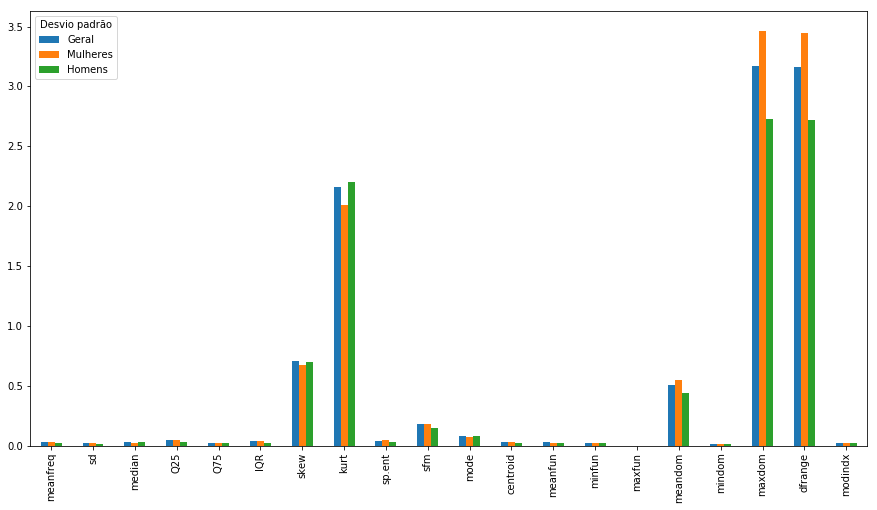 Desvio padrão
Geral
Mulheres
Homens
3.5
3.0
2.5
2.0
1.5
1.0
0.5
0.0
meanfreq
sd
median
Q25
Q75
IQR
skew
kurt
sp.ent
sfm
mode
centroid
meanfun
minfun
maxfun
meandom
mindom
maxdom
dfrange
modindx